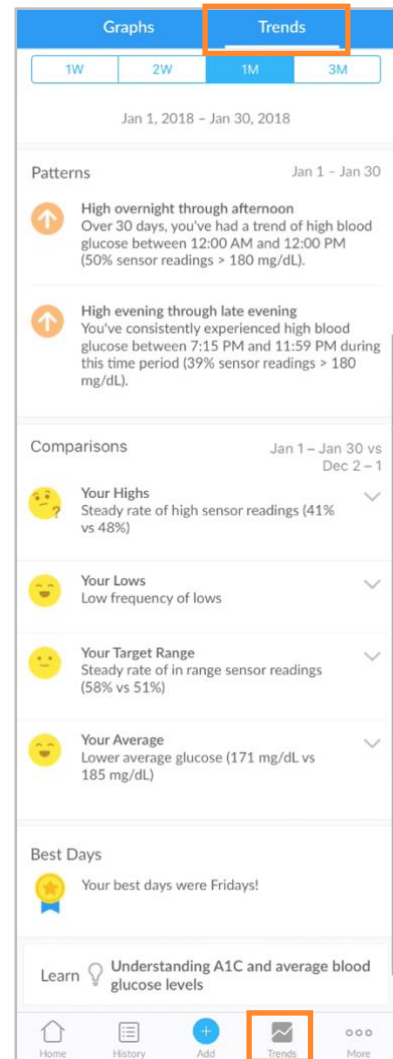 Graphs Trends
1W 2W 1M 3M
Jan 1, 2018 – Jan 30, 2018
Patterns Jan 1 – Jan 30
High overnight through afternoon
Over 30 days, you've had a trend of high blood
glucose between 12:00 AM and 12:00 PM
(50% sensor readings > 180 mg/dL).
High evening through late evening
You've consistently experienced high blood
glucose between 7:15 PM and 11:59 PM during
this time period (39% sensor readings > 180
mg/dL).
Comparisons Jan 1 – Jan 30 vs
Dec 2 – 1
Your Highs
Steady rate of high sensor readings (41%
vs 48%)
Your Lows
Low frequency of lows
Your Target Range
Steady rate of in range sensor readings
(58% vs 51%)
Your Average
Lower average glucose (171 mg/dL vs
185 mg/dL)
Best Days
Your best days were Fridays!
Learn Understanding A1C and average blood
glucose levels
Home History Add Trends More